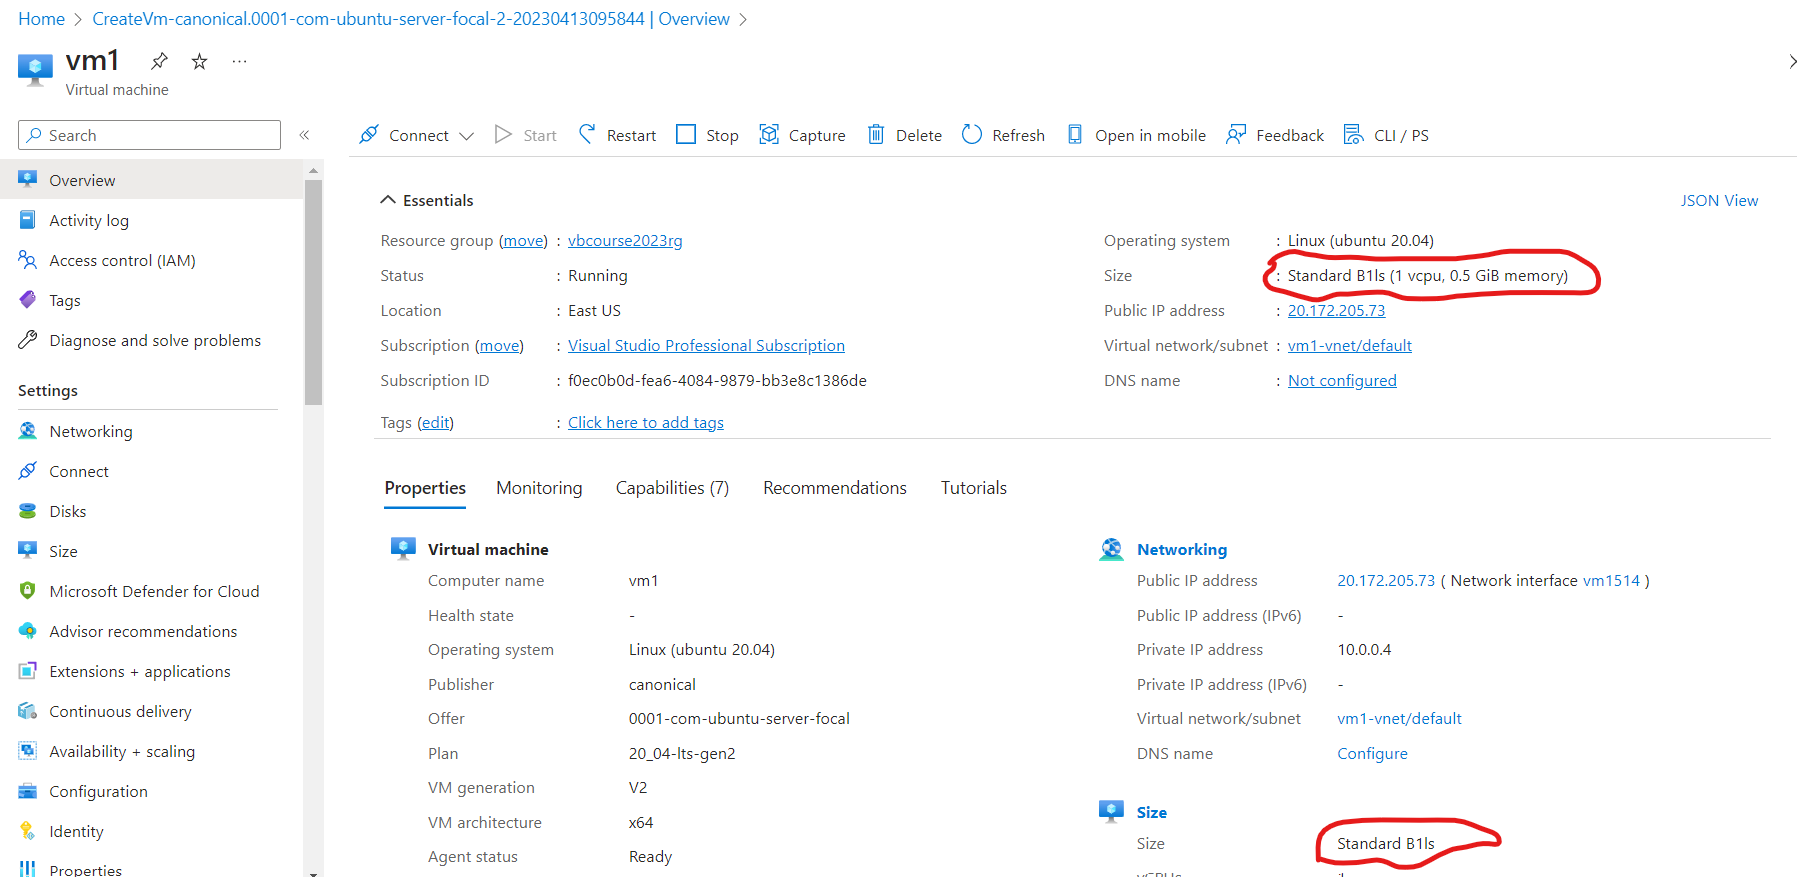 Home > CreateVm-canonical.0001-com-ubuntu-server-focal-2-20230413095844 | Overview >
vm1
Virtual machine
Search
Connect
Start
Restart
Stop
Capture
Delete
Refresh
Open in mobile
Feedback
CLI / PS
Overview
Activity log
Access control (IAM)
Tags
Diagnose and solve problems
Settings
Networking
Connect
Disks
Size
Microsoft Defender for Cloud
Advisor recommendations
Extensions + applications
Continuous delivery
Availability + scaling
Configuration
Identity
Properties
Essentials
JSON View
Resource group (move) : vbcourse2023rg
Status : Running
Location : East US
Subscription (move) : Visual Studio Professional Subscription
Subscription ID : f0ec0b0d-fea6-4084-9879-bb3e8c1386de
Tags (edit) : Click here to add tags
Operating system : Linux (ubuntu 20.04)
Size : Standard B1ls (1 vcpu, 0.5 GiB memory)
Public IP address : 20.172.205.73
Virtual network/subnet : vm1-vnet/default
DNS name : Not configured
Properties
Monitoring
Capabilities (7)
Recommendations
Tutorials
Virtual machine
Computer name vm1
Health state -
Operating system Linux (ubuntu 20.04)
Publisher canonical
Offer 0001-com-ubuntu-server-focal
Plan 20_04-lts-gen2
VM generation V2
VM architecture x64
Agent status Ready
Networking
Public IP address 20.172.205.73 ( Network interface vm1514 )
Public IP address (IPv6) -
Private IP address 10.0.0.4
Private IP address (IPv6) -
Virtual network/subnet vm1-vnet/default
DNS name Configure
Size
Size Standard B1ls